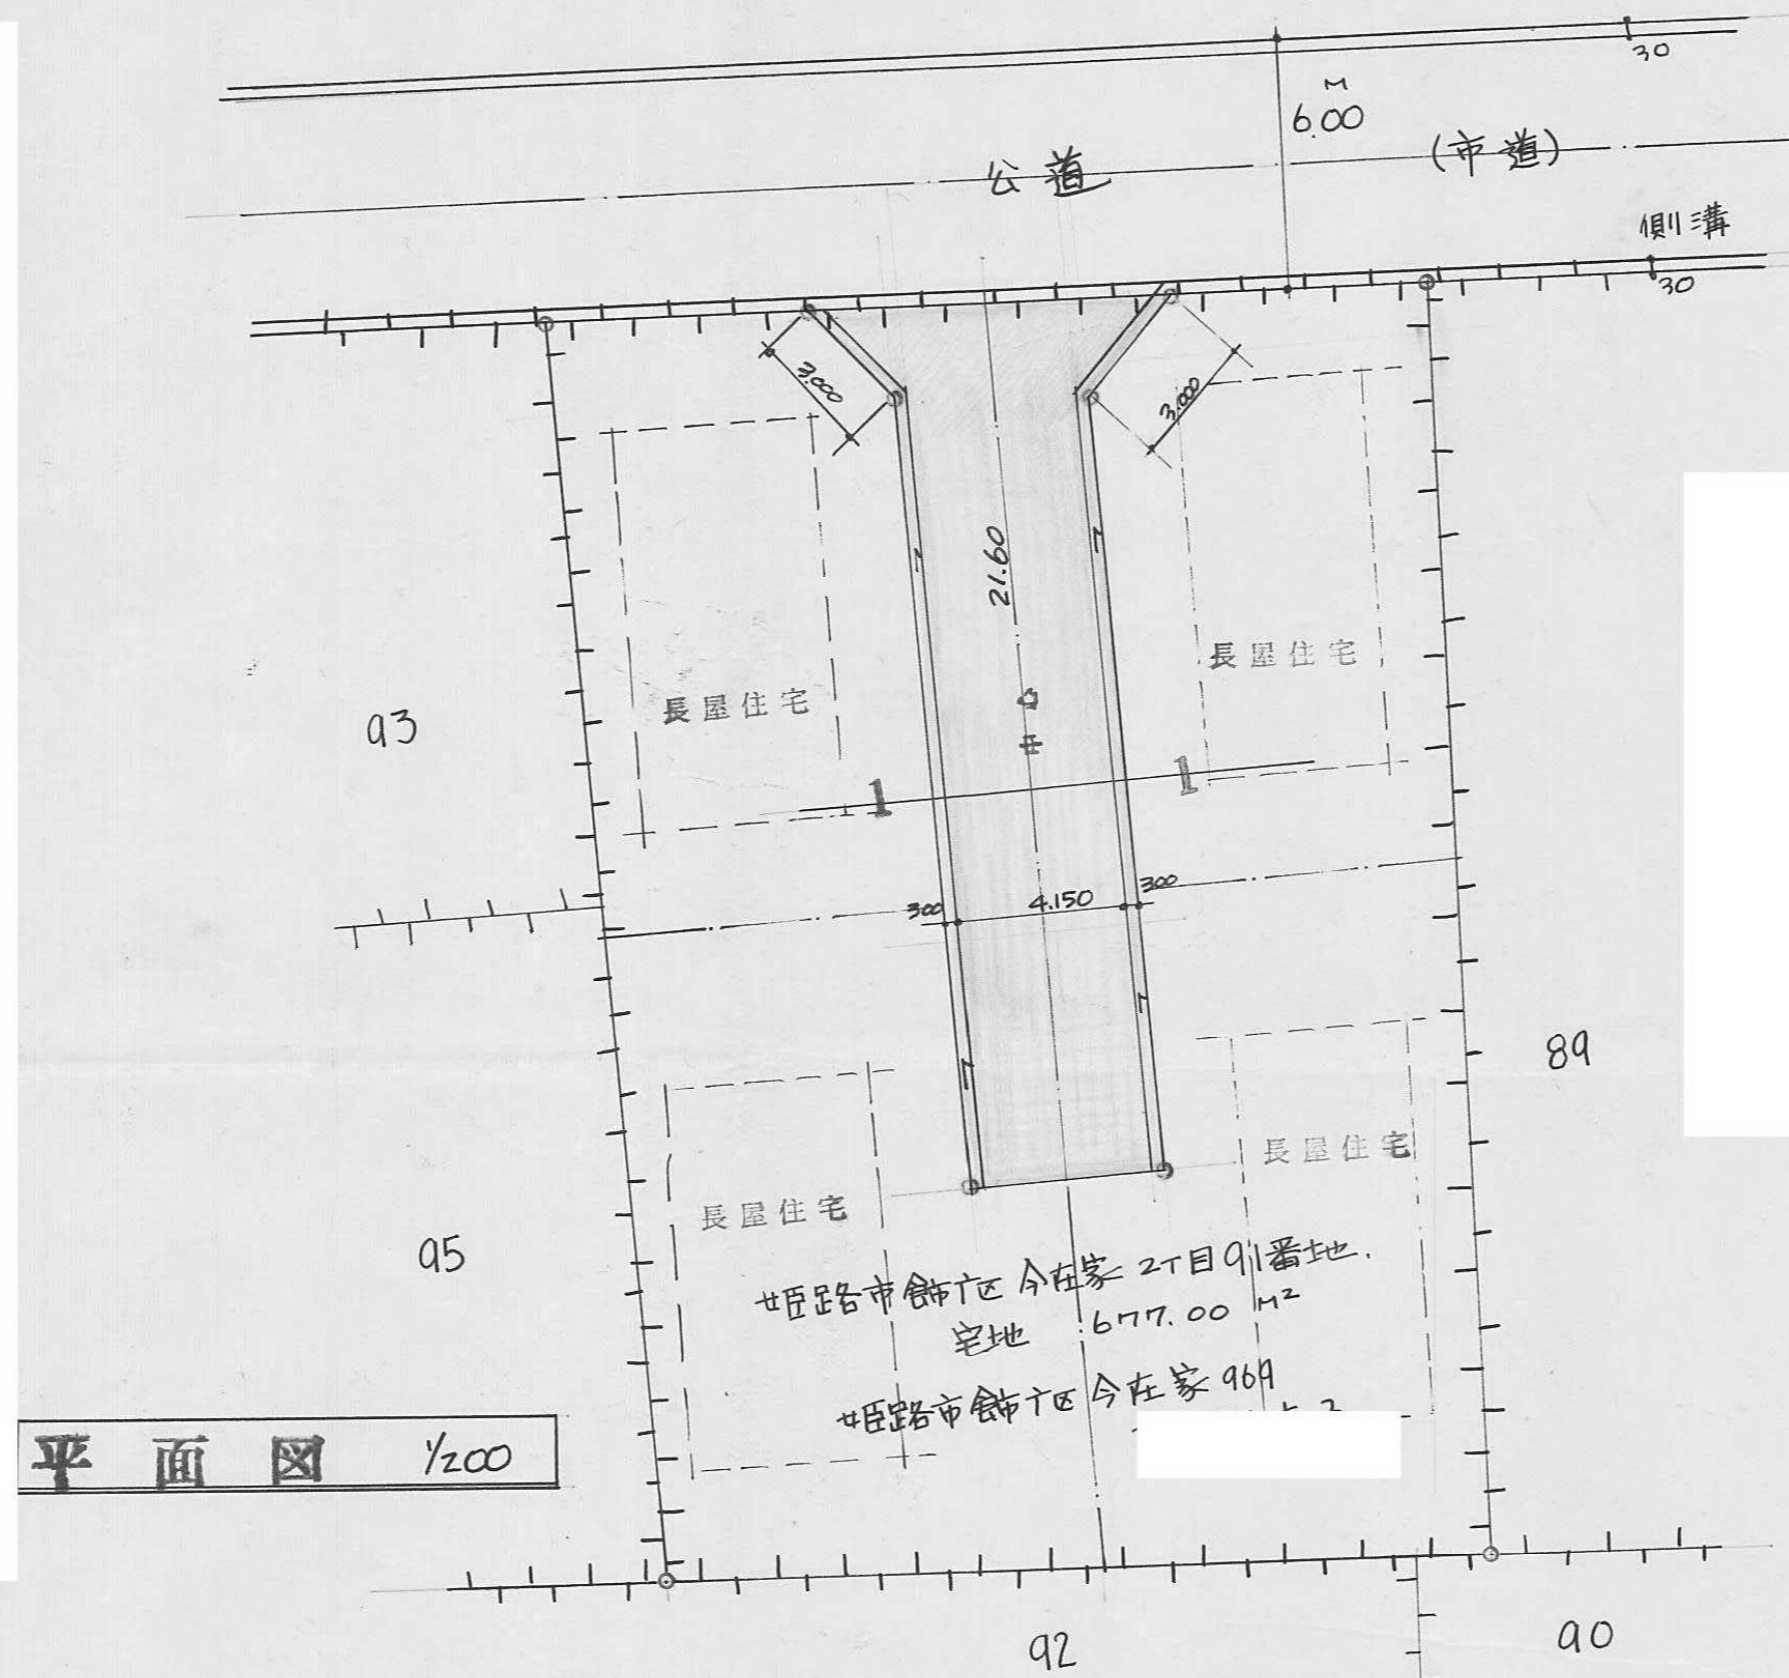 30
M
6.00
公道
(市道)
側溝
30
3.000
3.000
21.60
長屋住宅
長屋住宅
93
中心
1
1
300
4.150
300
89
長屋住宅
長屋住宅
95
姫路市飾广区今在家2丁目91番地.
宅地 677.00 M²
姫路市飾广区今在家969
平面図 1/200
92
90